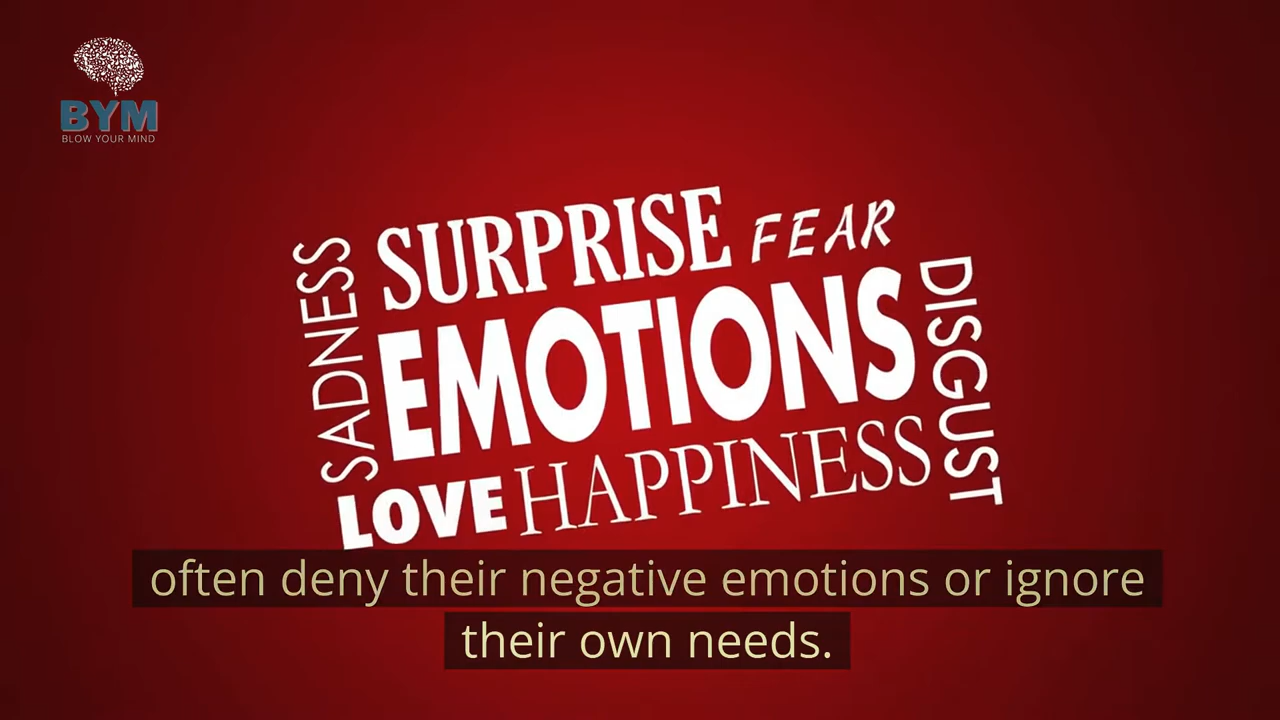 BYM
BLOW YOUR MIND
SURPRISE
FEAR
SADNESS
EMOTIONS
DISGUST
LOVE
HAPPINESS
often deny their negative emotions or ignore
their own needs.